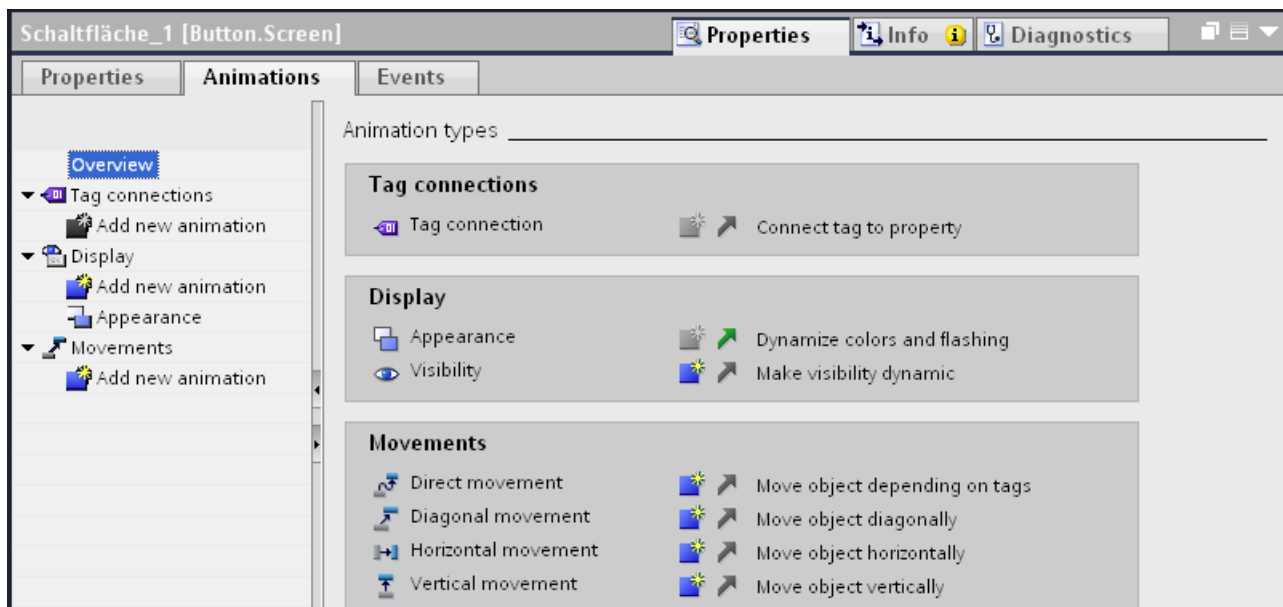 Schaltfläche_1 [Button.Screen]
Properties
Info
Diagnostics
Properties
Animations
Events
Overview
Tag connections
Add new animation
Display
Add new animation
Appearance
Movements
Add new animation
Animation types
Tag connections
Tag connection
Connect tag to property
Display
Appearance
Dynamize colors and flashing
Visibility
Make visibility dynamic
Movements
Direct movement
Move object depending on tags
Diagonal movement
Move object diagonally
Horizontal movement
Move object horizontally
Vertical movement
Move object vertically